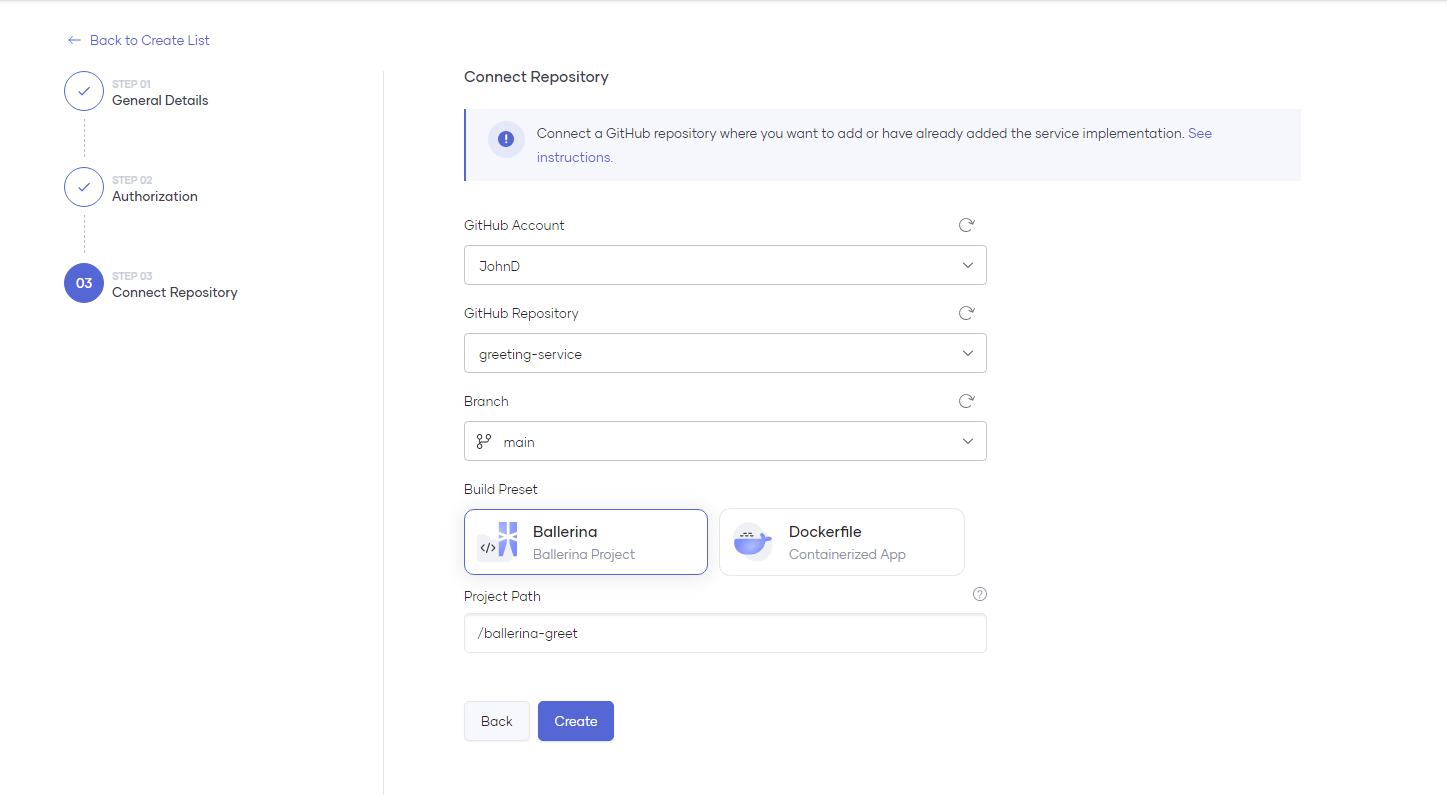 Back to Create List
STEP 01
General Details
STEP 02
Authorization
03
STEP 03
Connect Repository
Connect Repository
Connect a GitHub repository where you want to add or have already added the service implementation. See
instructions.
GitHub Account
JohnD
GitHub Repository
greeting-service
Branch
main
Build Preset
Ballerina
Ballerina Project
Dockerfile
Containerized App
Project Path
/ballerina-greet
Back
Create